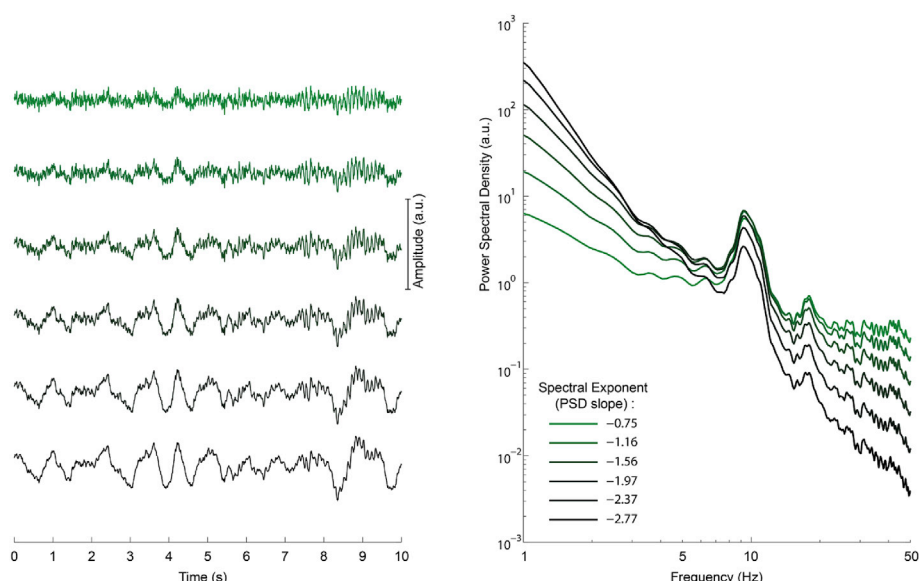 Amplitude (a.u.)
0 1 2 3 4 5 6 7 8 9 10
Time (s)
Power Spectral Density (a.u.)
10³
10²
10¹
10⁰
10⁻¹
10⁻²
10⁻³
Spectral Exponent
(PSD slope) :
−0.75
−1.16
−1.56
−1.97
−2.37
−2.77
1 5 10 50
Frequency (Hz)